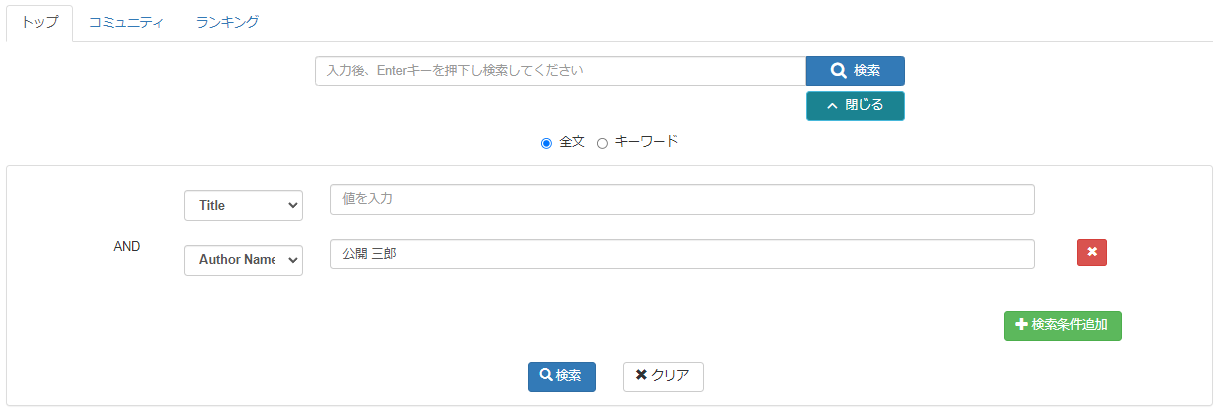 トップ コミュニティ ランキング
入力後、Enterキーを押下し検索してください 検索
閉じる
全文 キーワード
Title 値を入力
AND Author Name 公開 三郎
検索条件追加
検索 クリア